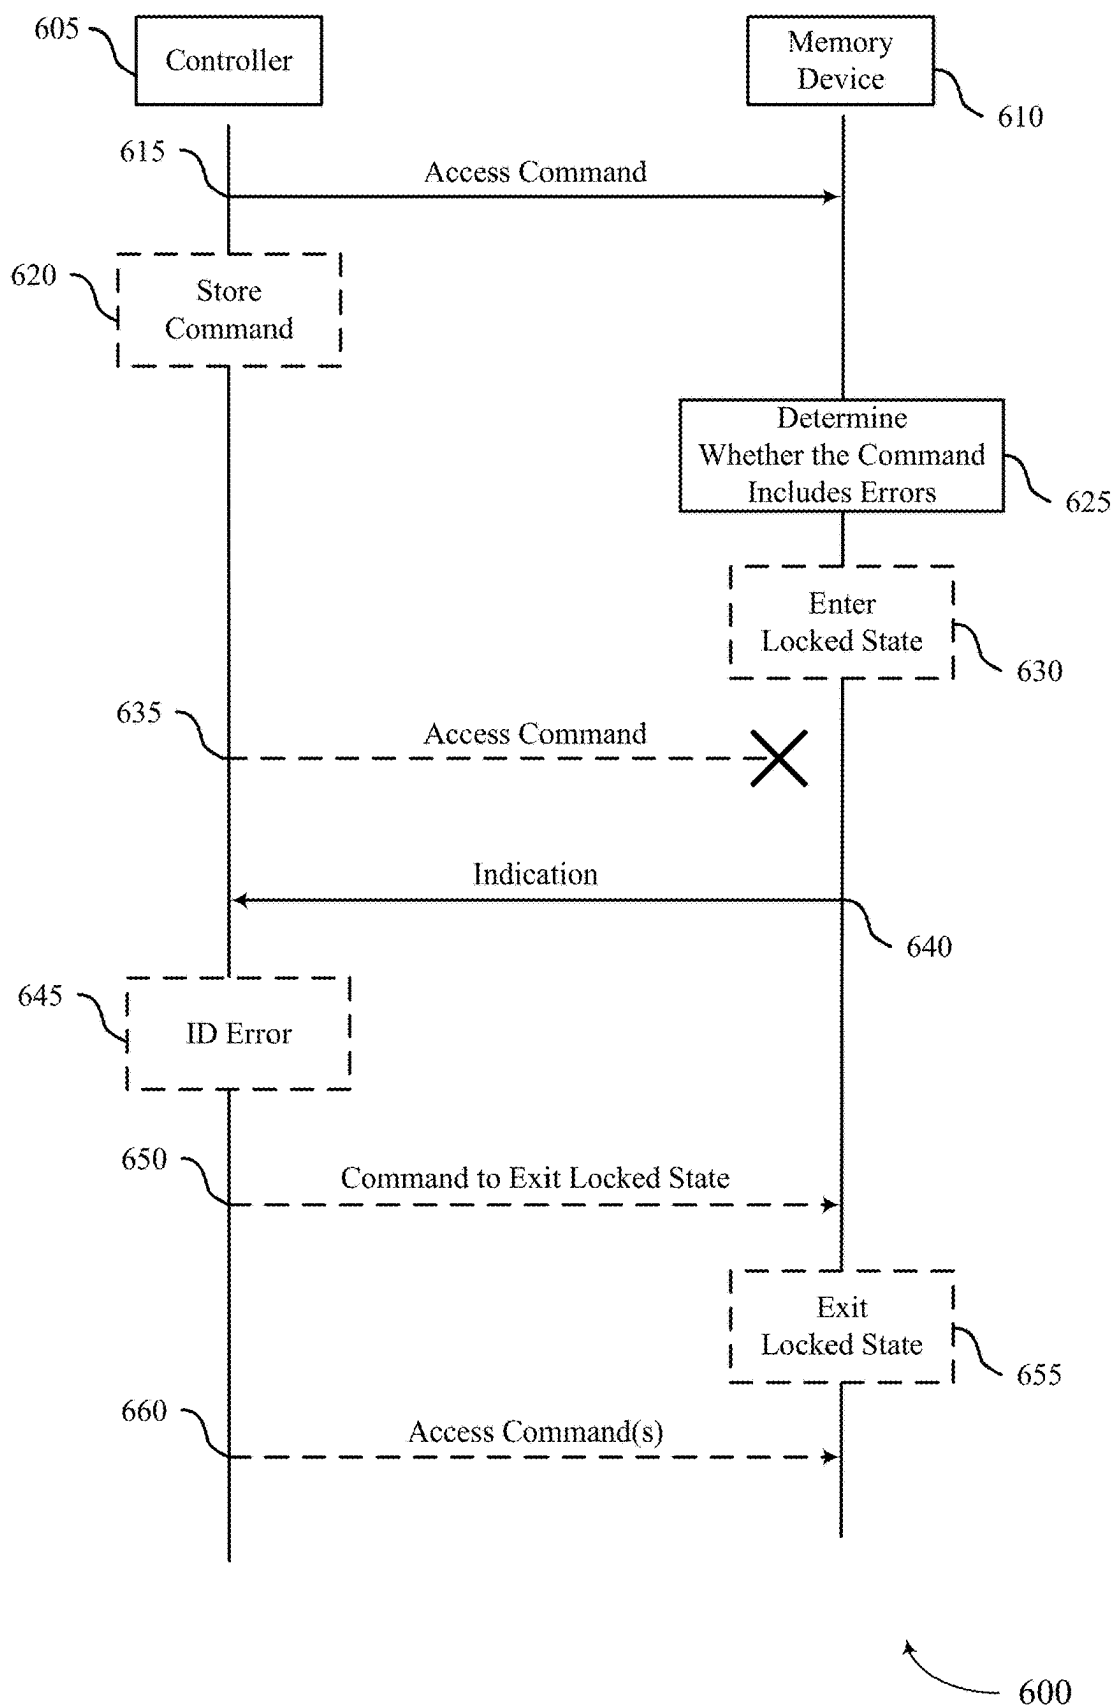 605
Controller
Memory
Device
610
615
Access Command
620
Store
Command
Determine
Whether the Command
Includes Errors
625
Enter
Locked State
630
635
Access Command
Indication
640
645
ID Error
650
Command to Exit Locked State
Exit
Locked State
655
660
Access Command(s)
600